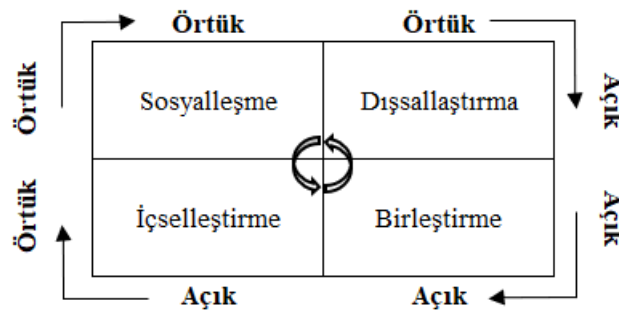 Örtük Örtük
Örtük Sosyalleşme Dışsallaştırma Açık
Örtük İçselleştirme Birleştirme Açık
Açık Açık